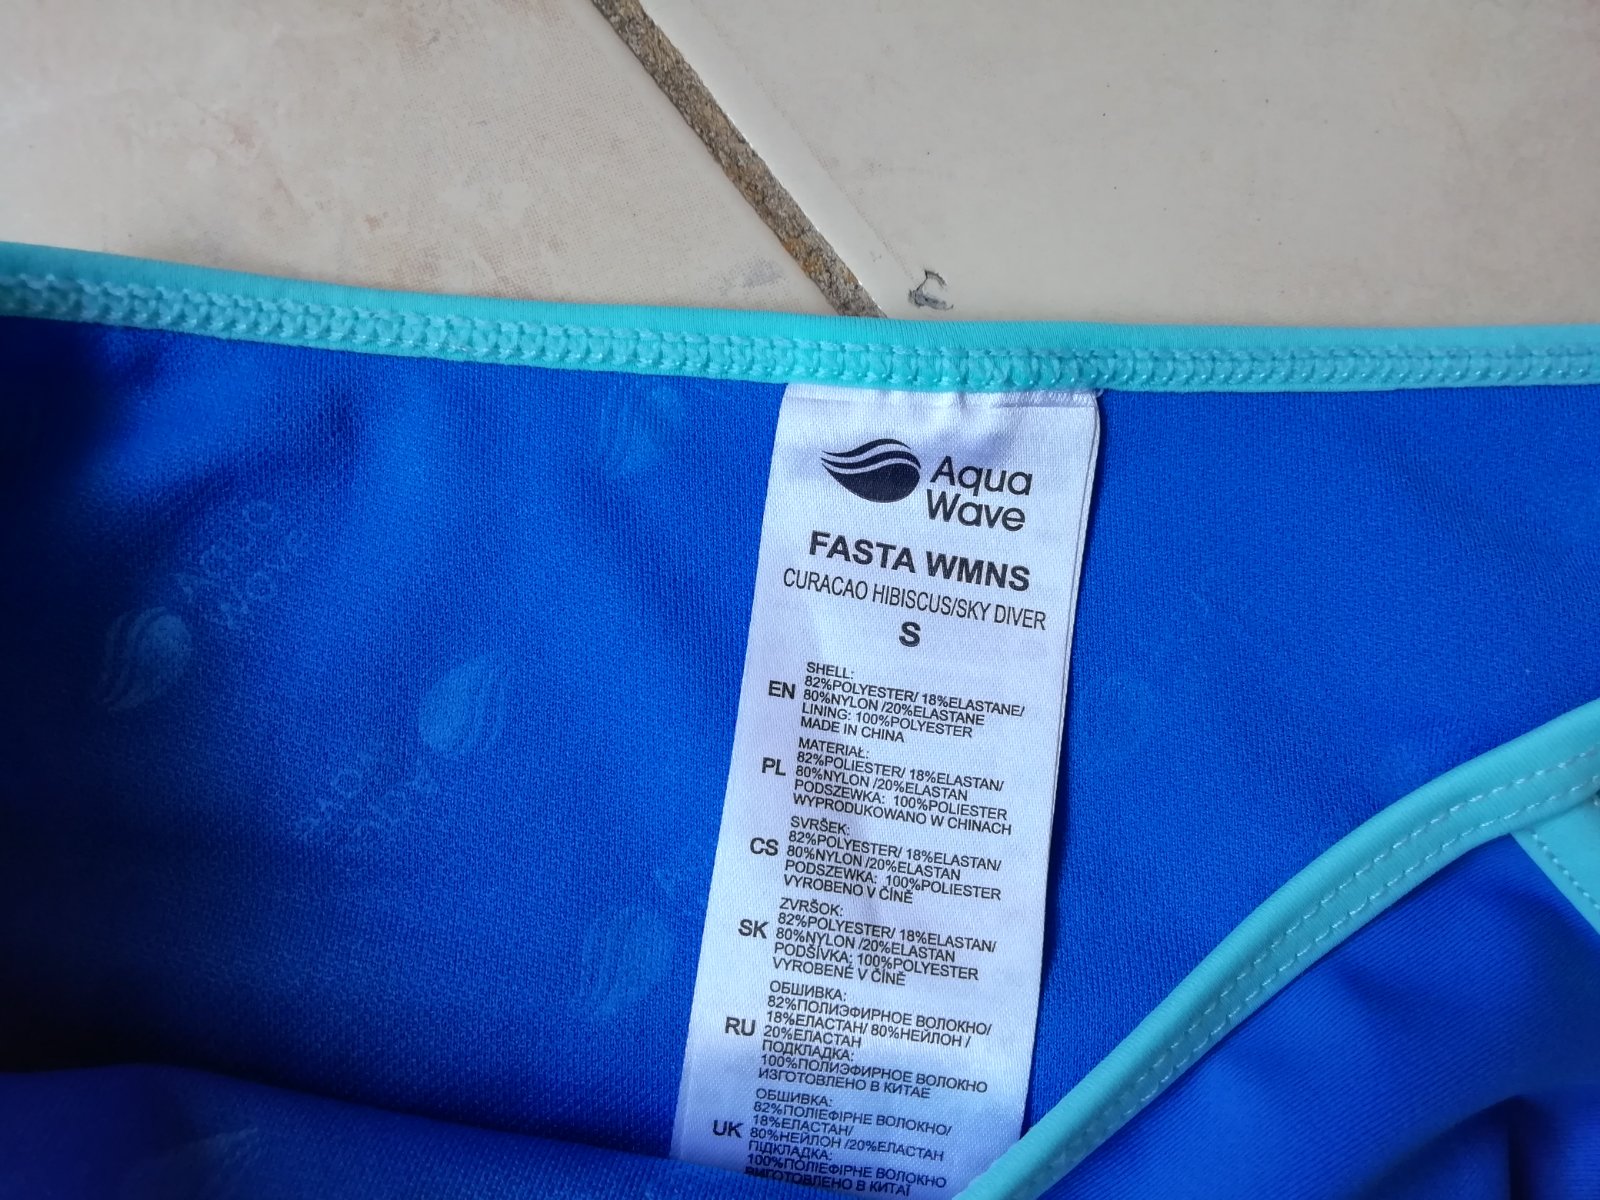 Aqua
Wave
FASTA WMNS
CURACAO HIBISCUS/SKY DIVER
S
EN
SHELL:
82%POLYESTER/ 18%ELASTANE/
80%NYLON /20%ELASTANE
LINING: 100%POLYESTER
MADE IN CHINA
PL
MATERIAŁ:
82%POLIESTER/ 18%ELASTAN/
80%NYLON /20%ELASTAN
PODSZEWKA: 100%POLIESTER
WYPRODUKOWANO W CHINACH
CS
SVRŠEK:
82%POLYESTER/ 18%ELASTAN/
80%NYLON /20%ELASTAN
PODSZEWKA: 100%POLIESTER
VYROBENO V ČÍNĚ
SK
ZVRŠOK:
82%POLYESTER/ 18%ELASTAN/
80%NYLON /20%ELASTAN
PODŠÍVKA: 100%POLYESTER
VYROBENÉ V ČÍNE
RU
ОБШИВКА:
82%ПОЛИЭФИРНОЕ ВОЛОКНО/
18%ЕЛАСТАН/ 80%НЕЙЛОН /
20%ЕЛАСТАН
ПОДКЛАДКА:
100%ПОЛИЭФИРНОЕ ВОЛОКНО
ИЗГОТОВЛЕНО В КИТАЕ
UK
ОБШИВКА:
82%ПОЛІЕФІРНЕ ВОЛОКНО/
18%ЕЛАСТАН/
80%НЕЙЛОН /20%ЕЛАСТАН
ПІДКЛАДКА:
100%ПОЛІЕФІРНЕ ВОЛОКНО
ВИГОТОВЛЕНО В КИТАЇ